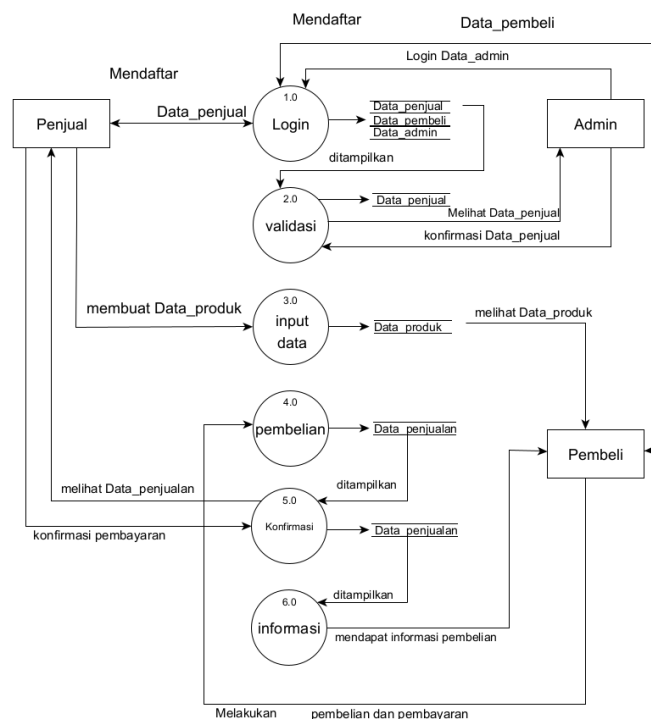 Mendaftar
Data_pembeli
Login Data_admin
Mendaftar
1.0
Login
Data_penjual
Data_penjual
Data_pembeli
Data_admin
Penjual
Admin
ditampilkan
2.0
validasi
Data_penjual
Melihat Data_penjual
konfirmasi Data_penjual
membuat Data_produk
3.0
input
data
Data_produk
melihat Data_produk
4.0
pembelian
Data_penjualan
Pembeli
melihat Data_penjualan
ditampilkan
5.0
Konfirmasi
konfirmasi pembayaran
Data_penjualan
ditampilkan
6.0
informasi
mendapat informasi pembelian
Melakukan pembelian dan pembayaran